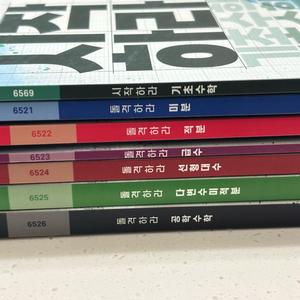 6569 시작하라 기초수학
6521 돌격하라 미분
6522 돌격하라 적분
6523 돌격하라 급수
6524 돌격하라 선형대수
6525 돌격하라 다변수미적분
6526 돌격하라 공학수학